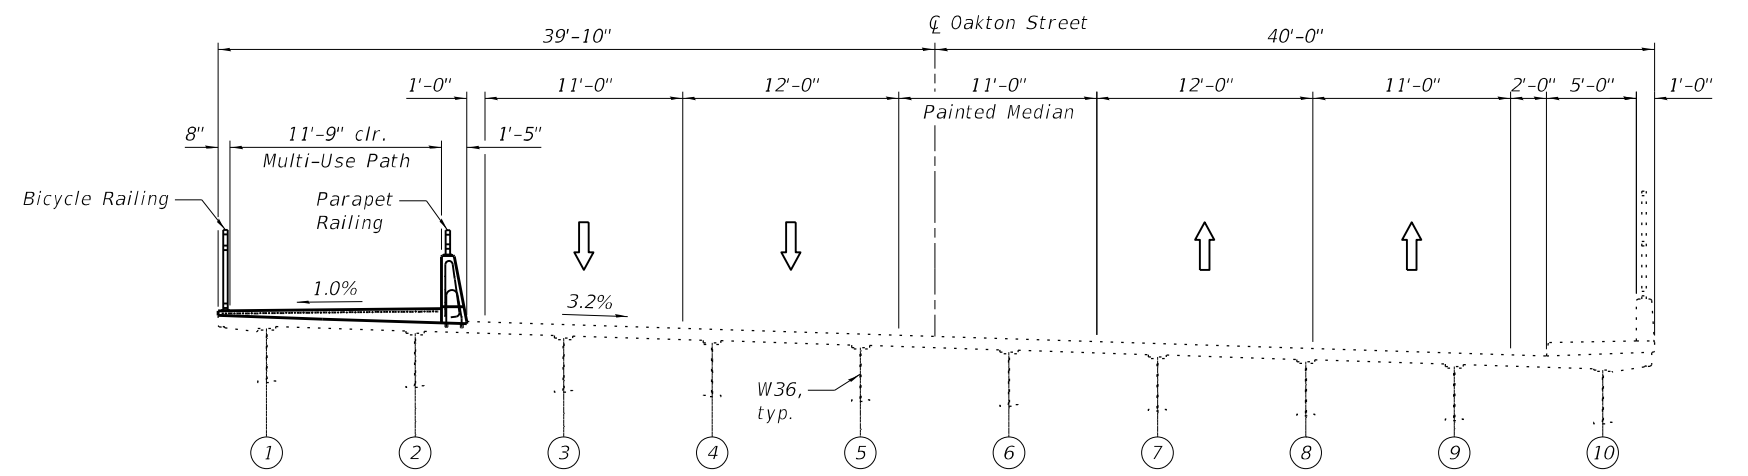 ℄ Oakton Street
39'-10"
40'-0"
1'-0"
11'-0"
12'-0"
11'-0"
12'-0"
11'-0"
2'-0"
5'-0"
1'-0"
Painted Median
8"
11'-9" clr.
1'-5"
Multi-Use Path
Bicycle Railing
Parapet
Railing
1.0%
3.2%
W36,
typ.
1
2
3
4
5
6
7
8
9
10